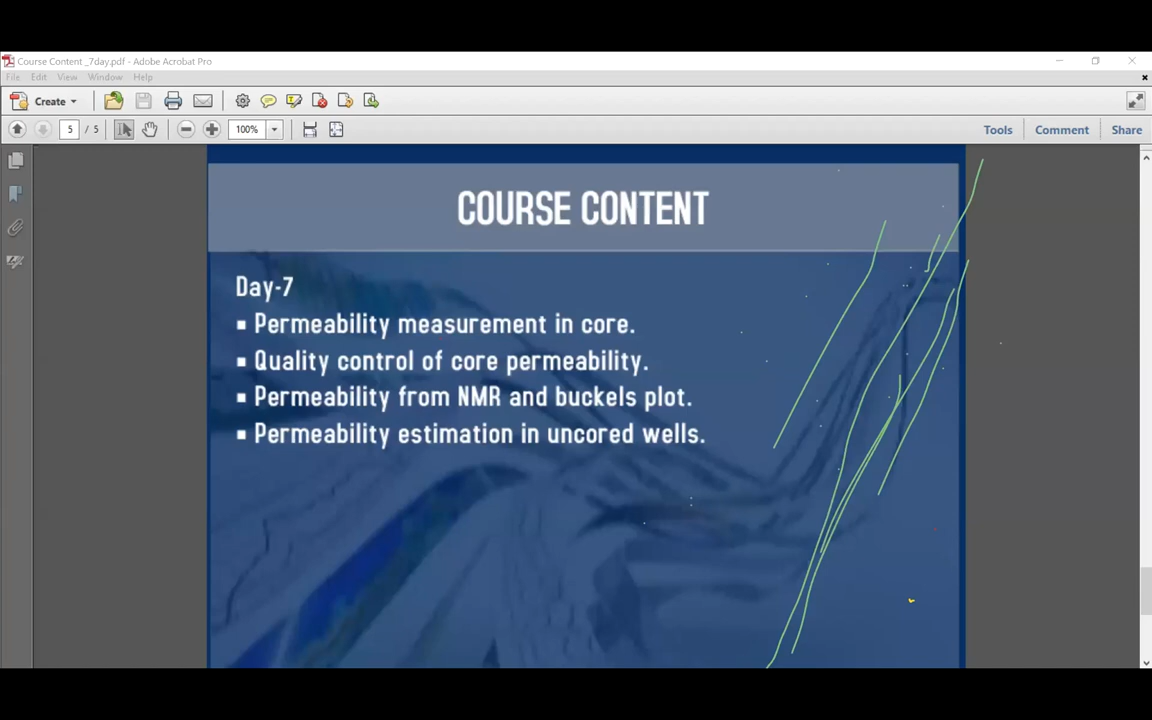 Course Content _7day.pdf - Adobe Acrobat Pro
File Edit View Window Help
Create
5 / 5 100% Tools Comment Share
COURSE CONTENT
Day-7
▪ Permeability measurement in core.
▪ Quality control of core permeability.
▪ Permeability from NMR and buckels plot.
▪ Permeability estimation in uncored wells.